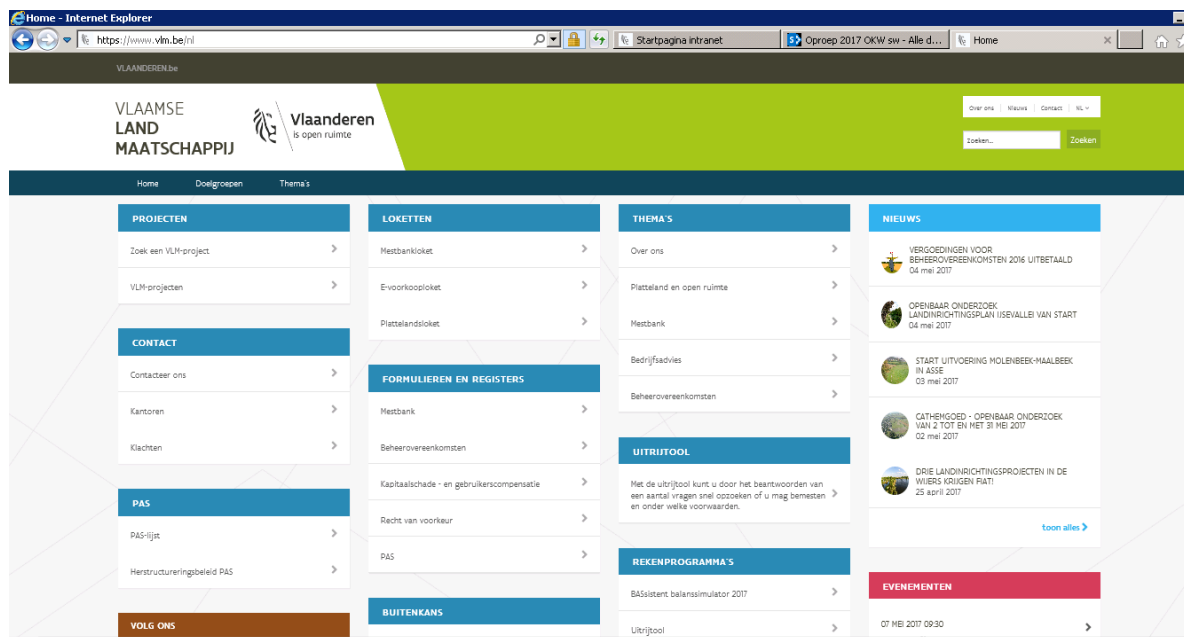 Home - Internet Explorer
https://www.vlm.be/nl
Startpagina intranet
Oproep 2017 OKW sw - Alle d...
Home
VLAANDEREN.be
VLAAMSE
LAND
MAATSCHAPPIJ
Vlaanderen
is open ruimte
Over ons
Nieuws
Contact
NL
Zoeken...
Zoeken
Home
Doelgroepen
Thema's
PROJECTEN
Zoek een VLM-project
VLM-projecten
CONTACT
Contacteer ons
Kantoren
Klachten
PAS
PAS-lijst
Herstructureringsbeleid PAS
VOLG ONS
LOKETTEN
Mestbankloket
E-voorkooploket
Plattelandsloket
FORMULIEREN EN REGISTERS
Mestbank
Beheerovereenkomsten
Kapitaalschade - en gebruikerscompensatie
Recht van voorkeur
PAS
BUITENKANS
THEMA'S
Over ons
Platteland en open ruimte
Mestbank
Bedrijfsadvies
Beheerovereenkomsten
UITRIJTOOL
Met de uitrijtool kunt u door het beantwoorden van
een aantal vragen snel opzoeken of u mag bemesten
en onder welke voorwaarden.
REKENPROGRAMMA'S
BASsistent balanssimulator 2017
Uitrijtool
NIEUWS
VERGOEDINGEN VOOR
BEHEEROVEREENKOMSTEN 2016 UITBETAALD
04 mei 2017
OPENBAAR ONDERZOEK
LANDINRICHTINGSPLAN IJSEVALLEI VAN START
04 mei 2017
START UITVOERING MOLENBEEK-MAALBEEK
IN ASSE
03 mei 2017
CATHEMGOED - OPENBAAR ONDERZOEK
VAN 2 TOT EN MET 31 MEI 2017
02 mei 2017
DRIE LANDINRICHTINGSPROJECTEN IN DE
WIJERS KRIJGEN FIAT!
25 april 2017
toon alles
EVENEMENTEN
07 MEI 2017 09:30